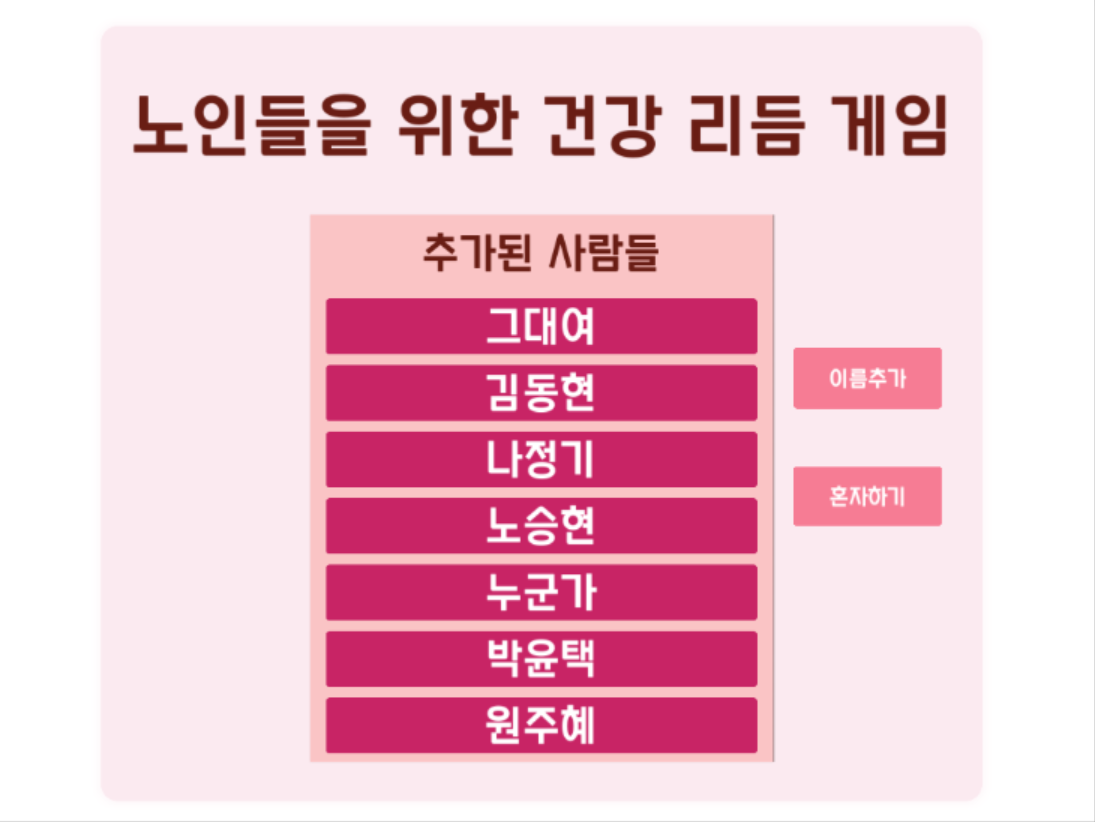 노인들을 위한 건강 리듬 게임
추가된 사람들
그대여
김동현
나정기
노승현
누군가
박윤택
원주혜
이름추가
혼자하기